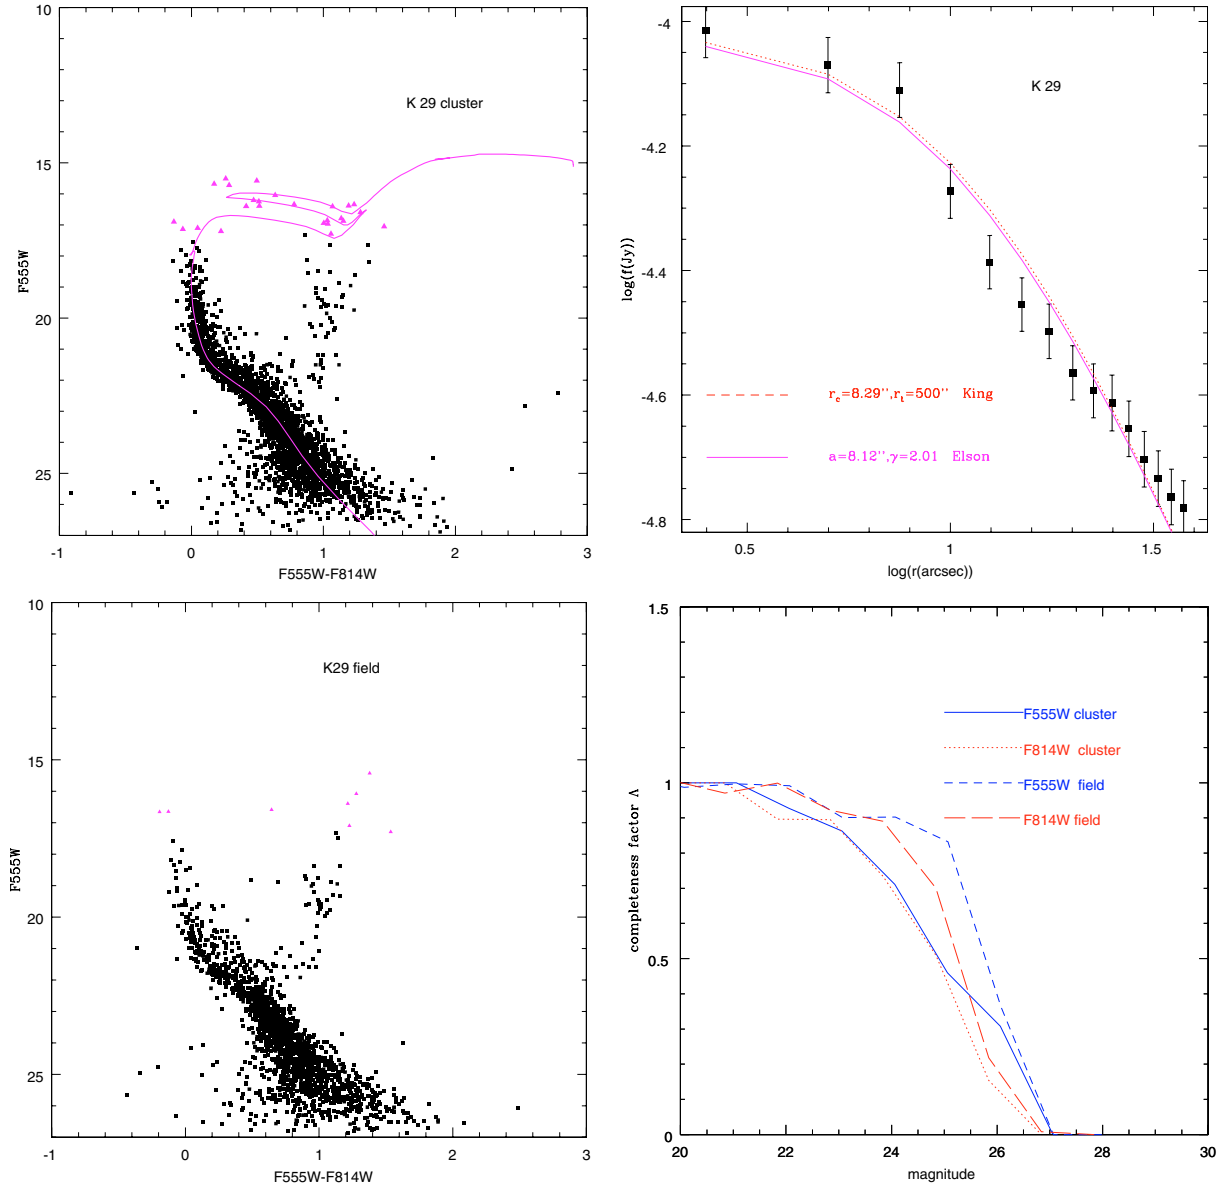 10
15
20
25
F555W
K 29 cluster
-1
0
1
2
3
F555W-F814W
-4
-4.2
-4.4
-4.6
-4.8
log(f(Jy))
K 29
r_c=8.29'',r_t=500'' King
a=8.12'',γ=2.01 Elson
0.5
1
1.5
log(r(arcsec))
10
15
20
25
F555W
K29 field
-1
0
1
2
3
F555W-F814W
1.5
1
0.5
0
completeness factor Λ
F555W cluster
F814W cluster
F555W field
F814W field
20
22
24
26
28
30
magnitude